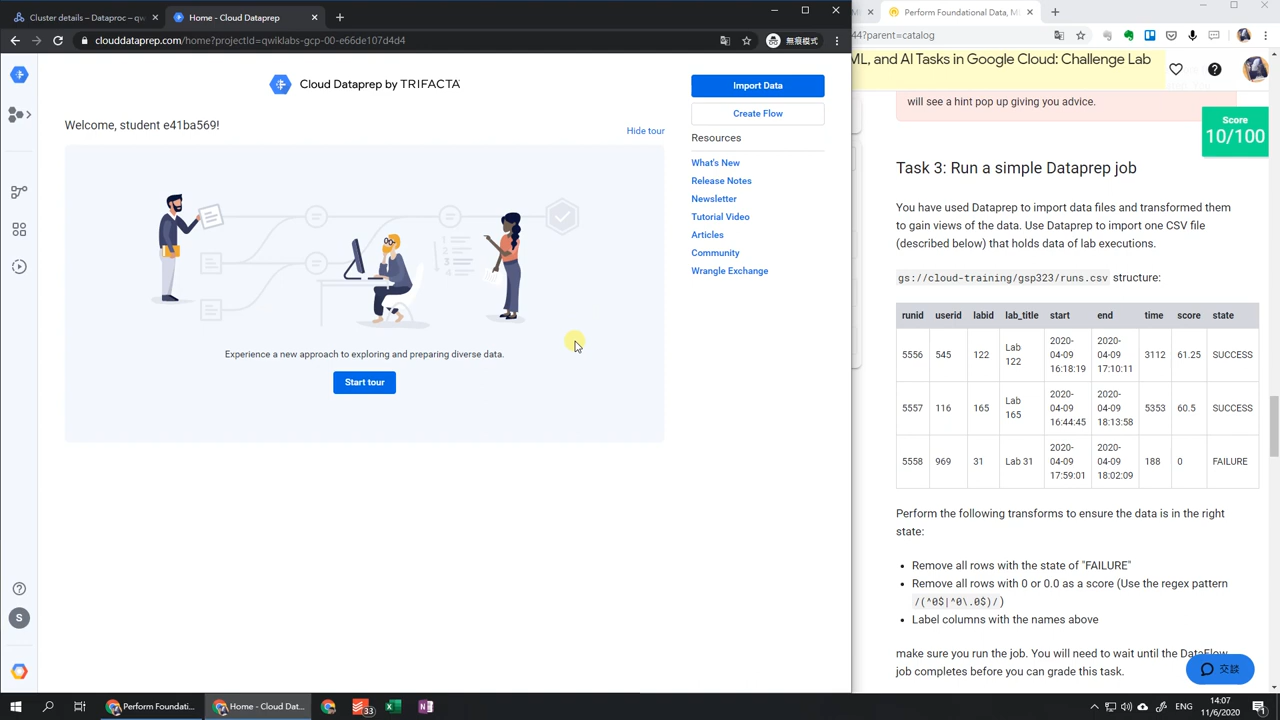 Cluster details – Dataproc – qw
Home - Cloud Dataprep
clouddataprep.com/home?projectId=qwiklabs-gcp-00-e66de107d4d4
無痕模式
Cloud Dataprep by TRIFACTA
Welcome, student e41ba569!
Hide tour
Experience a new approach to exploring and preparing diverse data.
Start tour
Import Data
Create Flow
Resources
What's New
Release Notes
Newsletter
Tutorial Video
Articles
Community
Wrangle Exchange
S
Perform Foundational Data, M
44?parent=catalog
ML, and AI Tasks in Google Cloud: Challenge Lab
will see a hint pop up giving you advice.
Score
10/100
Task 3: Run a simple Dataprep job
You have used Dataprep to import data files and transformed them
to gain views of the data. Use Dataprep to import one CSV file
(described below) that holds data of lab executions.
gs://cloud-training/gsp323/runs.csv structure:
runid userid labid lab_title start end time score state
5556 545 122 Lab 122 2020-04-09 16:18:19 2020-04-09 17:10:11 3112 61.25 SUCCESS
5557 116 165 Lab 165 2020-04-09 16:44:45 2020-04-09 18:13:58 5353 60.5 SUCCESS
5558 969 31 Lab 31 2020-04-09 17:59:01 2020-04-09 18:02:09 188 0 FAILURE
Perform the following transforms to ensure the data is in the right
state:
Remove all rows with the state of "FAILURE"
Remove all rows with 0 or 0.0 as a score (Use the regex pattern
/(^0$|^0\.0$)/)
Label columns with the names above
make sure you run the job. You will need to wait until the DataFlow
job completes before you can grade this task.
交談
Perform Foundati...
Home - Cloud Dat...
33
ENG
14:07
11/6/2020
1